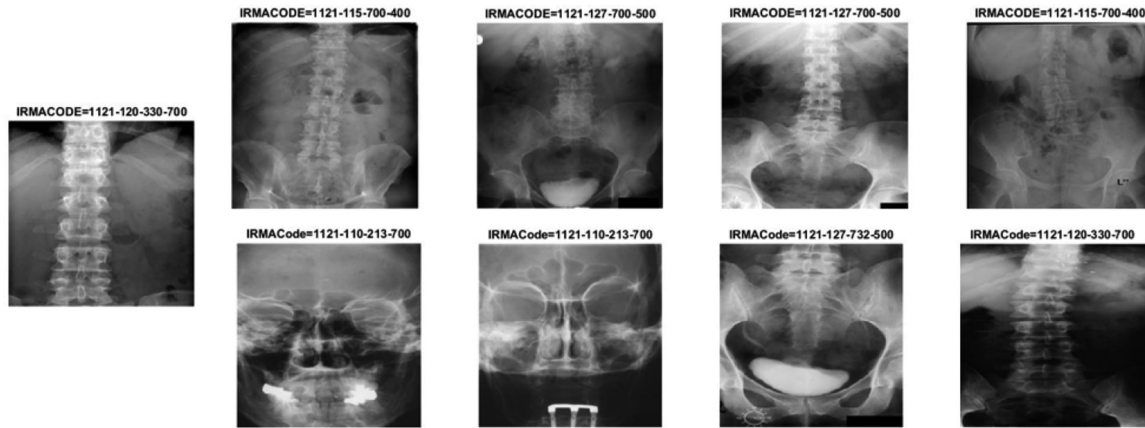 IRMACODE=1121-120-330-700
IRMACODE=1121-115-700-400
IRMACODE=1121-127-700-500
IRMACODE=1121-127-700-500
IRMACODE=1121-115-700-400
L
IRMACode=1121-110-213-700
IRMACode=1121-110-213-700
IRMACode=1121-127-732-500
IRMACode=1121-120-330-700